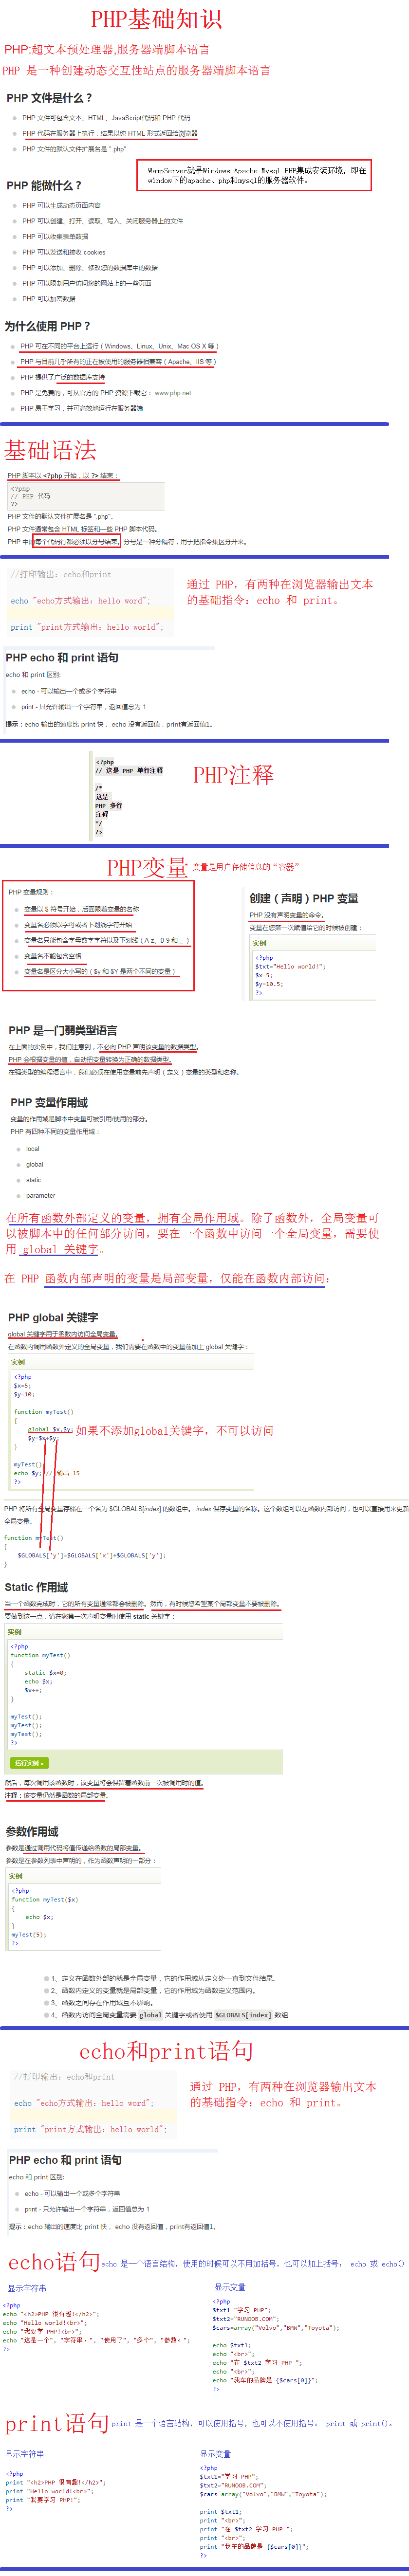 PHP基础知识
PHP:超文本预处理器,服务器端脚本语言
PHP 是一种创建动态交互性站点的服务器端脚本语言
PHP 文件是什么？
PHP 文件可包含文本、HTML、JavaScript代码和 PHP 代码
PHP 代码在服务器上执行，结果以纯 HTML 形式返回给浏览器
PHP 文件的默认文件扩展名是 ".php"
WampServer就是Windows Apache Mysql PHP集成安装环境，即在
window下的apache、php和mysql的服务器软件。
PHP 能做什么？
PHP 可以生成动态页面内容
PHP 可以创建、打开、读取、写入、关闭服务器上的文件
PHP 可以收集表单数据
PHP 可以发送和接收 cookies
PHP 可以添加、删除、修改您的数据库中的数据
PHP 可以限制用户访问您的网站上的一些页面
PHP 可以加密数据
为什么使用 PHP？
PHP 可在不同的平台上运行（Windows、Linux、Unix、Mac OS X 等）
PHP 与目前几乎所有的正在被使用的服务器相兼容（Apache、IIS 等）
PHP 提供了广泛的数据库支持
PHP 是免费的，可从官方的 PHP 资源下载它： www.php.net
PHP 易于学习，并可高效地运行在服务器端
基础语法
PHP 脚本以 <?php 开始，以 ?> 结束：
<?php
// PHP 代码
?>
PHP 文件的默认文件扩展名是 ".php"。
PHP 文件通常包含 HTML 标签和一些 PHP 脚本代码。
PHP 中的每个代码行都必须以分号结束。分号是一种分隔符，用于把指令集区分开来。
//打印输出：echo和print
echo "echo方式输出：hello word";
print "print方式输出：hello world";
通过 PHP，有两种在浏览器输出文本
的基础指令：echo 和 print。
PHP echo 和 print 语句
echo 和 print 区别:
echo - 可以输出一个或多个字符串
print - 只允许输出一个字符串，返回值总为 1
提示：echo 输出的速度比 print 快， echo 没有返回值，print有返回值1。
<?php
// 这是 PHP 单行注释
/*
这是
PHP 多行
注释
*/
?>
PHP注释
PHP变量 变量是用户存储信息的“容器”
PHP 变量规则：
变量以 $ 符号开始，后面跟着变量的名称
变量名必须以字母或者下划线字符开始
变量名只能包含字母数字字符以及下划线（A-z、0-9 和 _ ）
变量名不能包含空格
变量名是区分大小写的（$y 和 $Y 是两个不同的变量）
创建（声明）PHP 变量
PHP 没有声明变量的命令。
变量在您第一次赋值给它的时候被创建：
实例
<?php
$txt="Hello world!";
$x=5;
$y=10.5;
?>
PHP 是一门弱类型语言
在上面的实例中，我们注意到，不必向 PHP 声明该变量的数据类型。
PHP 会根据变量的值，自动把变量转换为正确的数据类型。
在强类型的编程语言中，我们必须在使用变量前先声明（定义）变量的类型和名称。
PHP 变量作用域
变量的作用域是脚本中变量可被引用/使用的部分。
PHP 有四种不同的变量作用域：
local
global
static
parameter
在所有函数外部定义的变量，拥有全局作用域。除了函数外，全局变量可
以被脚本中的任何部分访问，要在一个函数中访问一个全局变量，需要使
用 global 关键字。
在 PHP 函数内部声明的变量是局部变量，仅能在函数内部访问：
PHP global 关键字
global 关键字用于函数内访问全局变量。
在函数内调用函数外定义的全局变量，我们需要在函数中的变量前加上 global 关键字：
实例
<?php
$x=5;
$y=10;
function myTest()
{
global $x,$y;
$y=$x+$y;
}
如果不添加global关键字，不可以访问
myTest();
echo $y; // 输出 15
?>
PHP 将所有全局变量存储在一个名为 $GLOBALS[index] 的数组中。 index 保存变量的名称。这个数组可以在函数内部访问，也可以直接用来更新
全局变量。
function myTest()
{
$GLOBALS['y']=$GLOBALS['x']+$GLOBALS['y'];
}
Static 作用域
当一个函数完成时，它的所有变量通常都会被删除。然而，有时候您希望某个局部变量不要被删除。
要做到这一点，请在您第一次声明变量时使用 static 关键字：
实例
<?php
function myTest()
{
static $x=0;
echo $x;
$x++;
}
myTest();
myTest();
myTest();
?>
运行实例 »
然后，每次调用该函数时，该变量将会保留着函数前一次被调用时的值。
注释：该变量仍然是函数的局部变量。
参数作用域
参数是通过调用代码将值传递给函数的局部变量。
参数是在参数列表中声明的，作为函数声明的一部分：
实例
<?php
function myTest($x)
{
echo $x;
}
myTest(5);
?>
1、定义在函数外部的就是全局变量，它的作用域从定义处一直到文件结尾。
2、函数内定义的变量就是局部变量，它的作用域为函数定义范围内。
3、函数之间存在作用域互不影响。
4、函数内访问全局变量需要 global 关键字或者使用 $GLOBALS[index] 数组
echo和print语句
//打印输出：echo和print
echo "echo方式输出：hello word";
print "print方式输出：hello world";
通过 PHP，有两种在浏览器输出文本
的基础指令：echo 和 print。
PHP echo 和 print 语句
echo 和 print 区别:
echo - 可以输出一个或多个字符串
print - 只允许输出一个字符串，返回值总为 1
提示：echo 输出的速度比 print 快， echo 没有返回值，print有返回值1。
echo语句 echo 是一个语言结构，使用的时候可以不用加括号，也可以加上括号： echo 或 echo()
显示字符串
<?php
echo "<h2>PHP 很有趣!</h2>";
echo "Hello world!<br>";
echo "我要学 PHP!<br>";
echo "这是一个", "字符串，", "使用了", "多个", "参数。";
?>
显示变量
<?php
$txt1="学习 PHP";
$txt2="RUNOOB.COM";
$cars=array("Volvo","BMW","Toyota");
echo $txt1;
echo "<br>";
echo "在 $txt2 学习 PHP ";
echo "<br>";
echo "我车的品牌是 {$cars[0]}";
?>
print语句 print 是一个语言结构，可以使用括号，也可以不使用括号： print 或 print()。
显示字符串
<?php
print "<h2>PHP 很有趣!</h2>";
print "Hello world!<br>";
print "我要学习 PHP!";
?>
显示变量
<?php
$txt1="学习 PHP";
$txt2="RUNOOB.COM";
$cars=array("Volvo","BMW","Toyota");
print $txt1;
print "<br>";
print "在 $txt2 学习 PHP ";
print "<br>";
print "我车的品牌是 {$cars[0]}";
?>